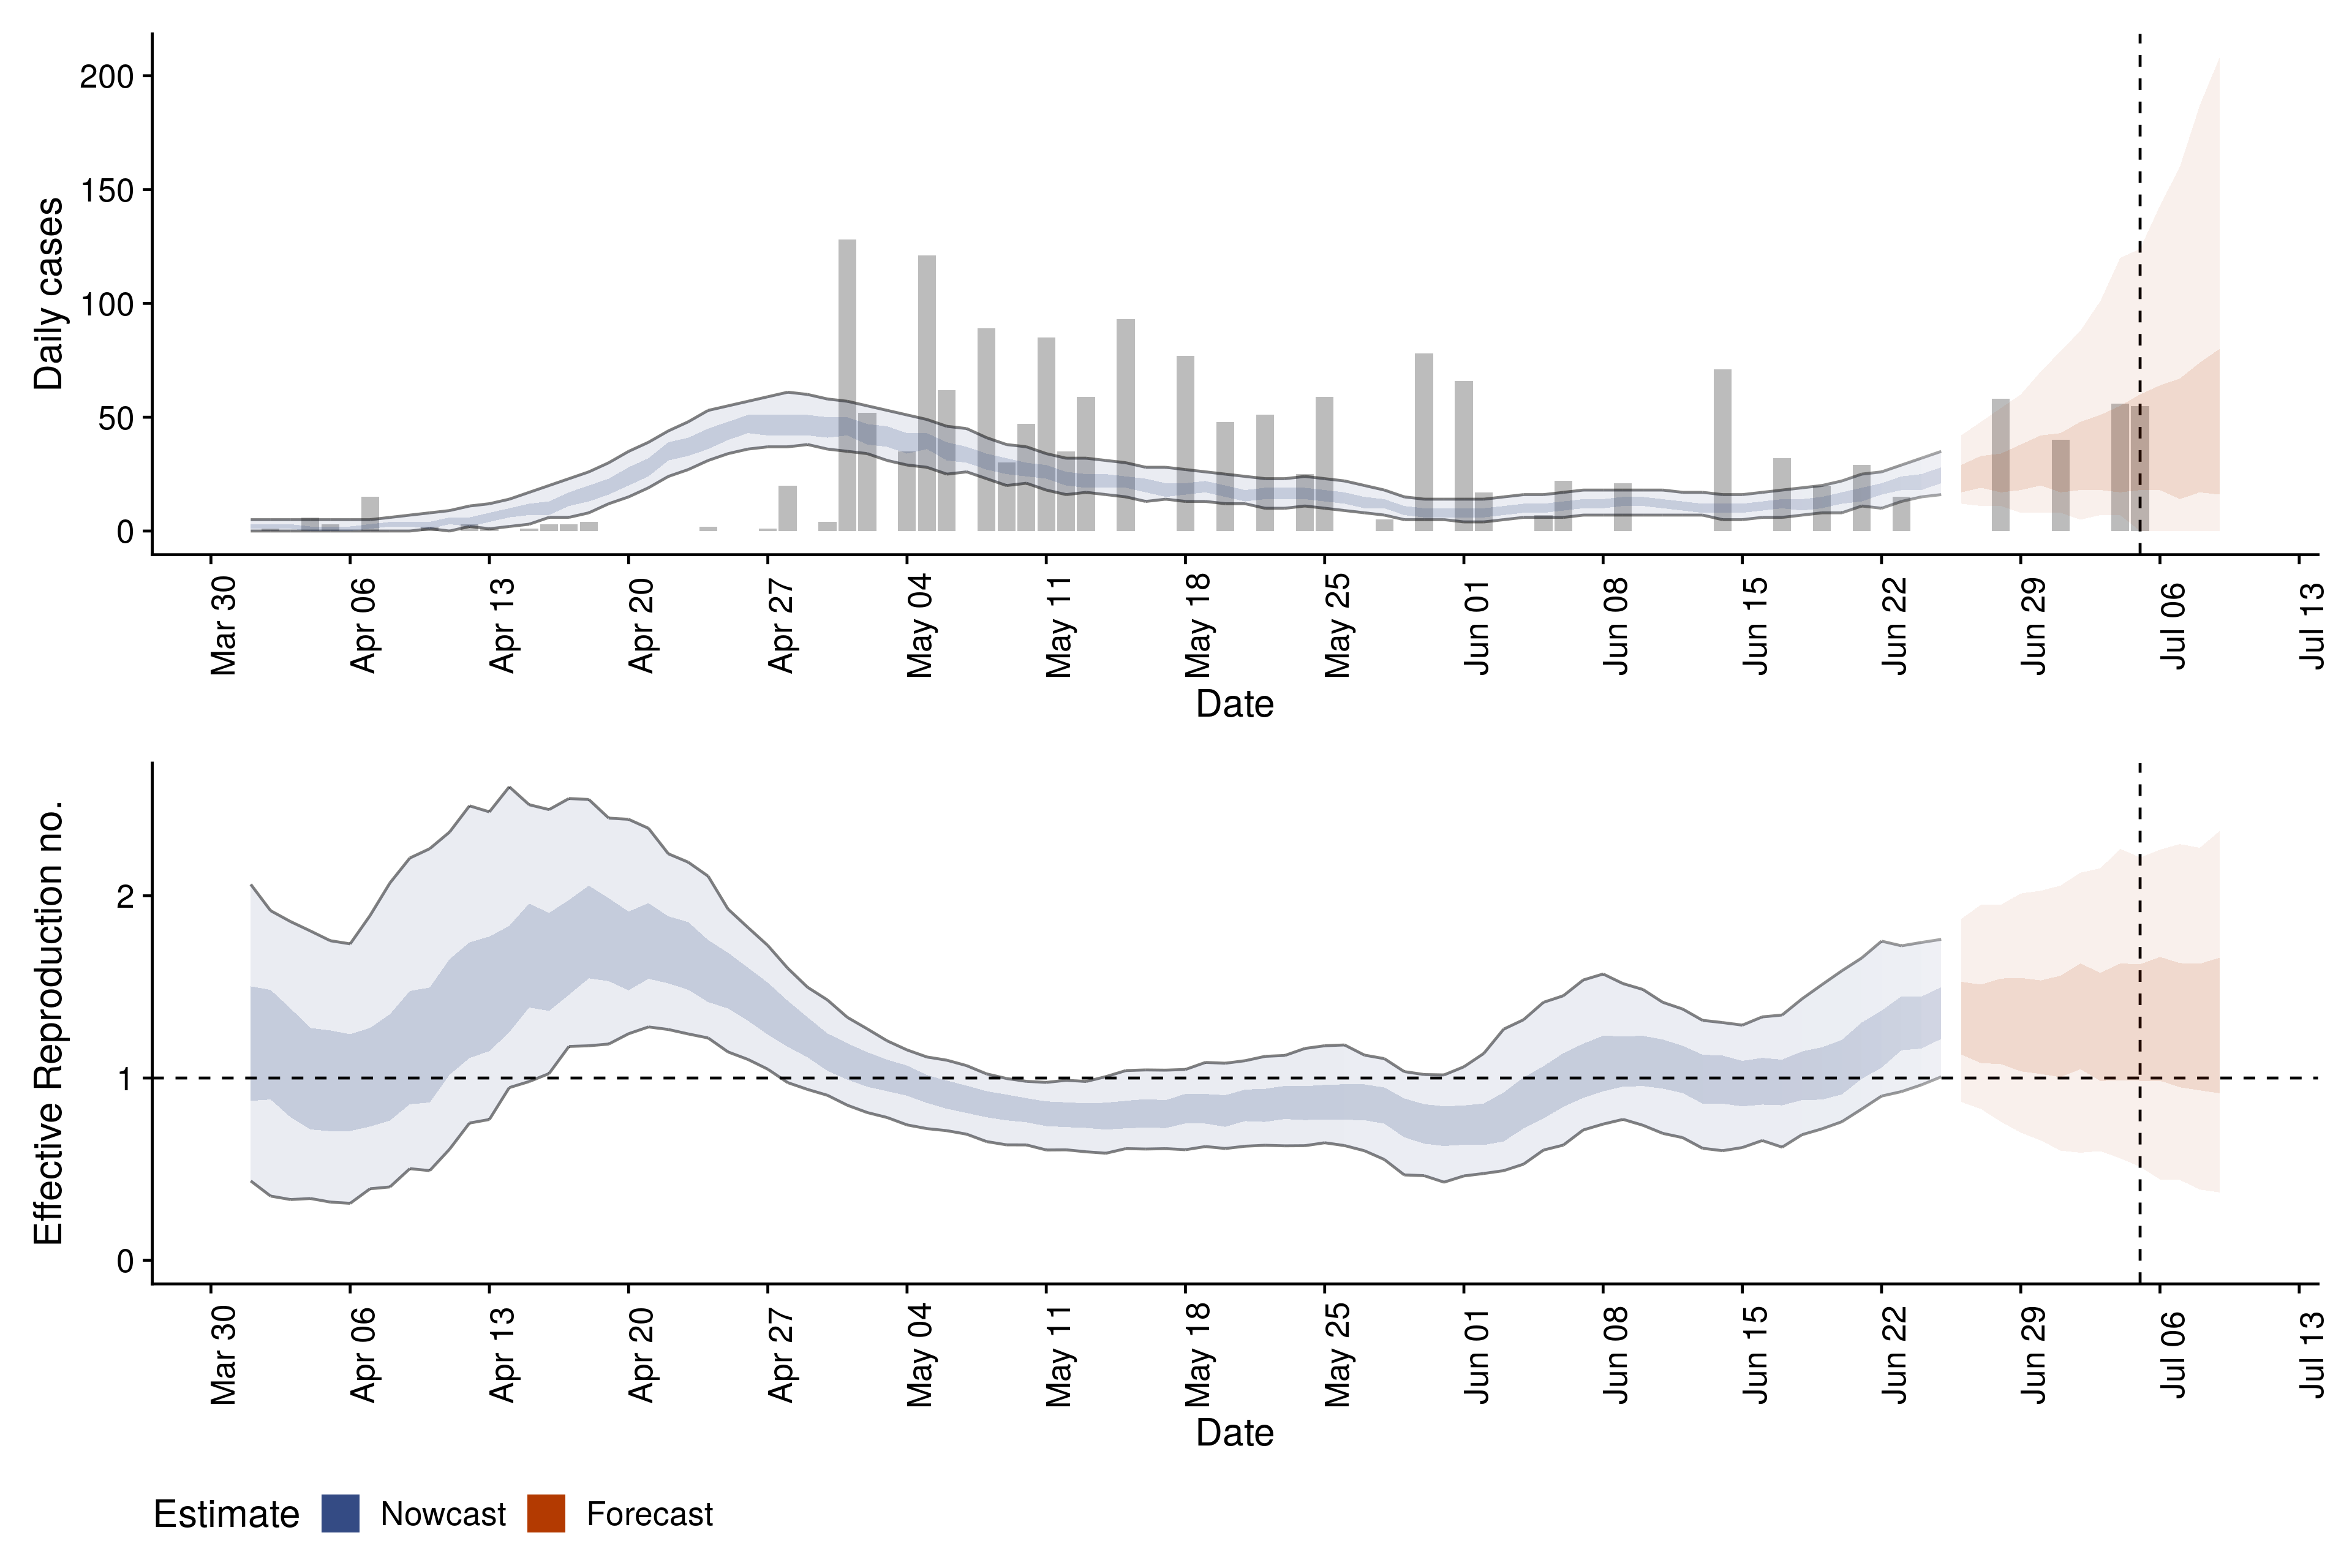 200
150
100
50
0
Daily cases
Mar 30
Apr 06
Apr 13
Apr 20
Apr 27
May 04
May 11
May 18
May 25
Jun 01
Jun 08
Jun 15
Jun 22
Jun 29
Jul 06
Jul 13
Date
2
1
0
Effective Reproduction no.
Mar 30
Apr 06
Apr 13
Apr 20
Apr 27
May 04
May 11
May 18
May 25
Jun 01
Jun 08
Jun 15
Jun 22
Jun 29
Jul 06
Jul 13
Date
Estimate Nowcast Forecast